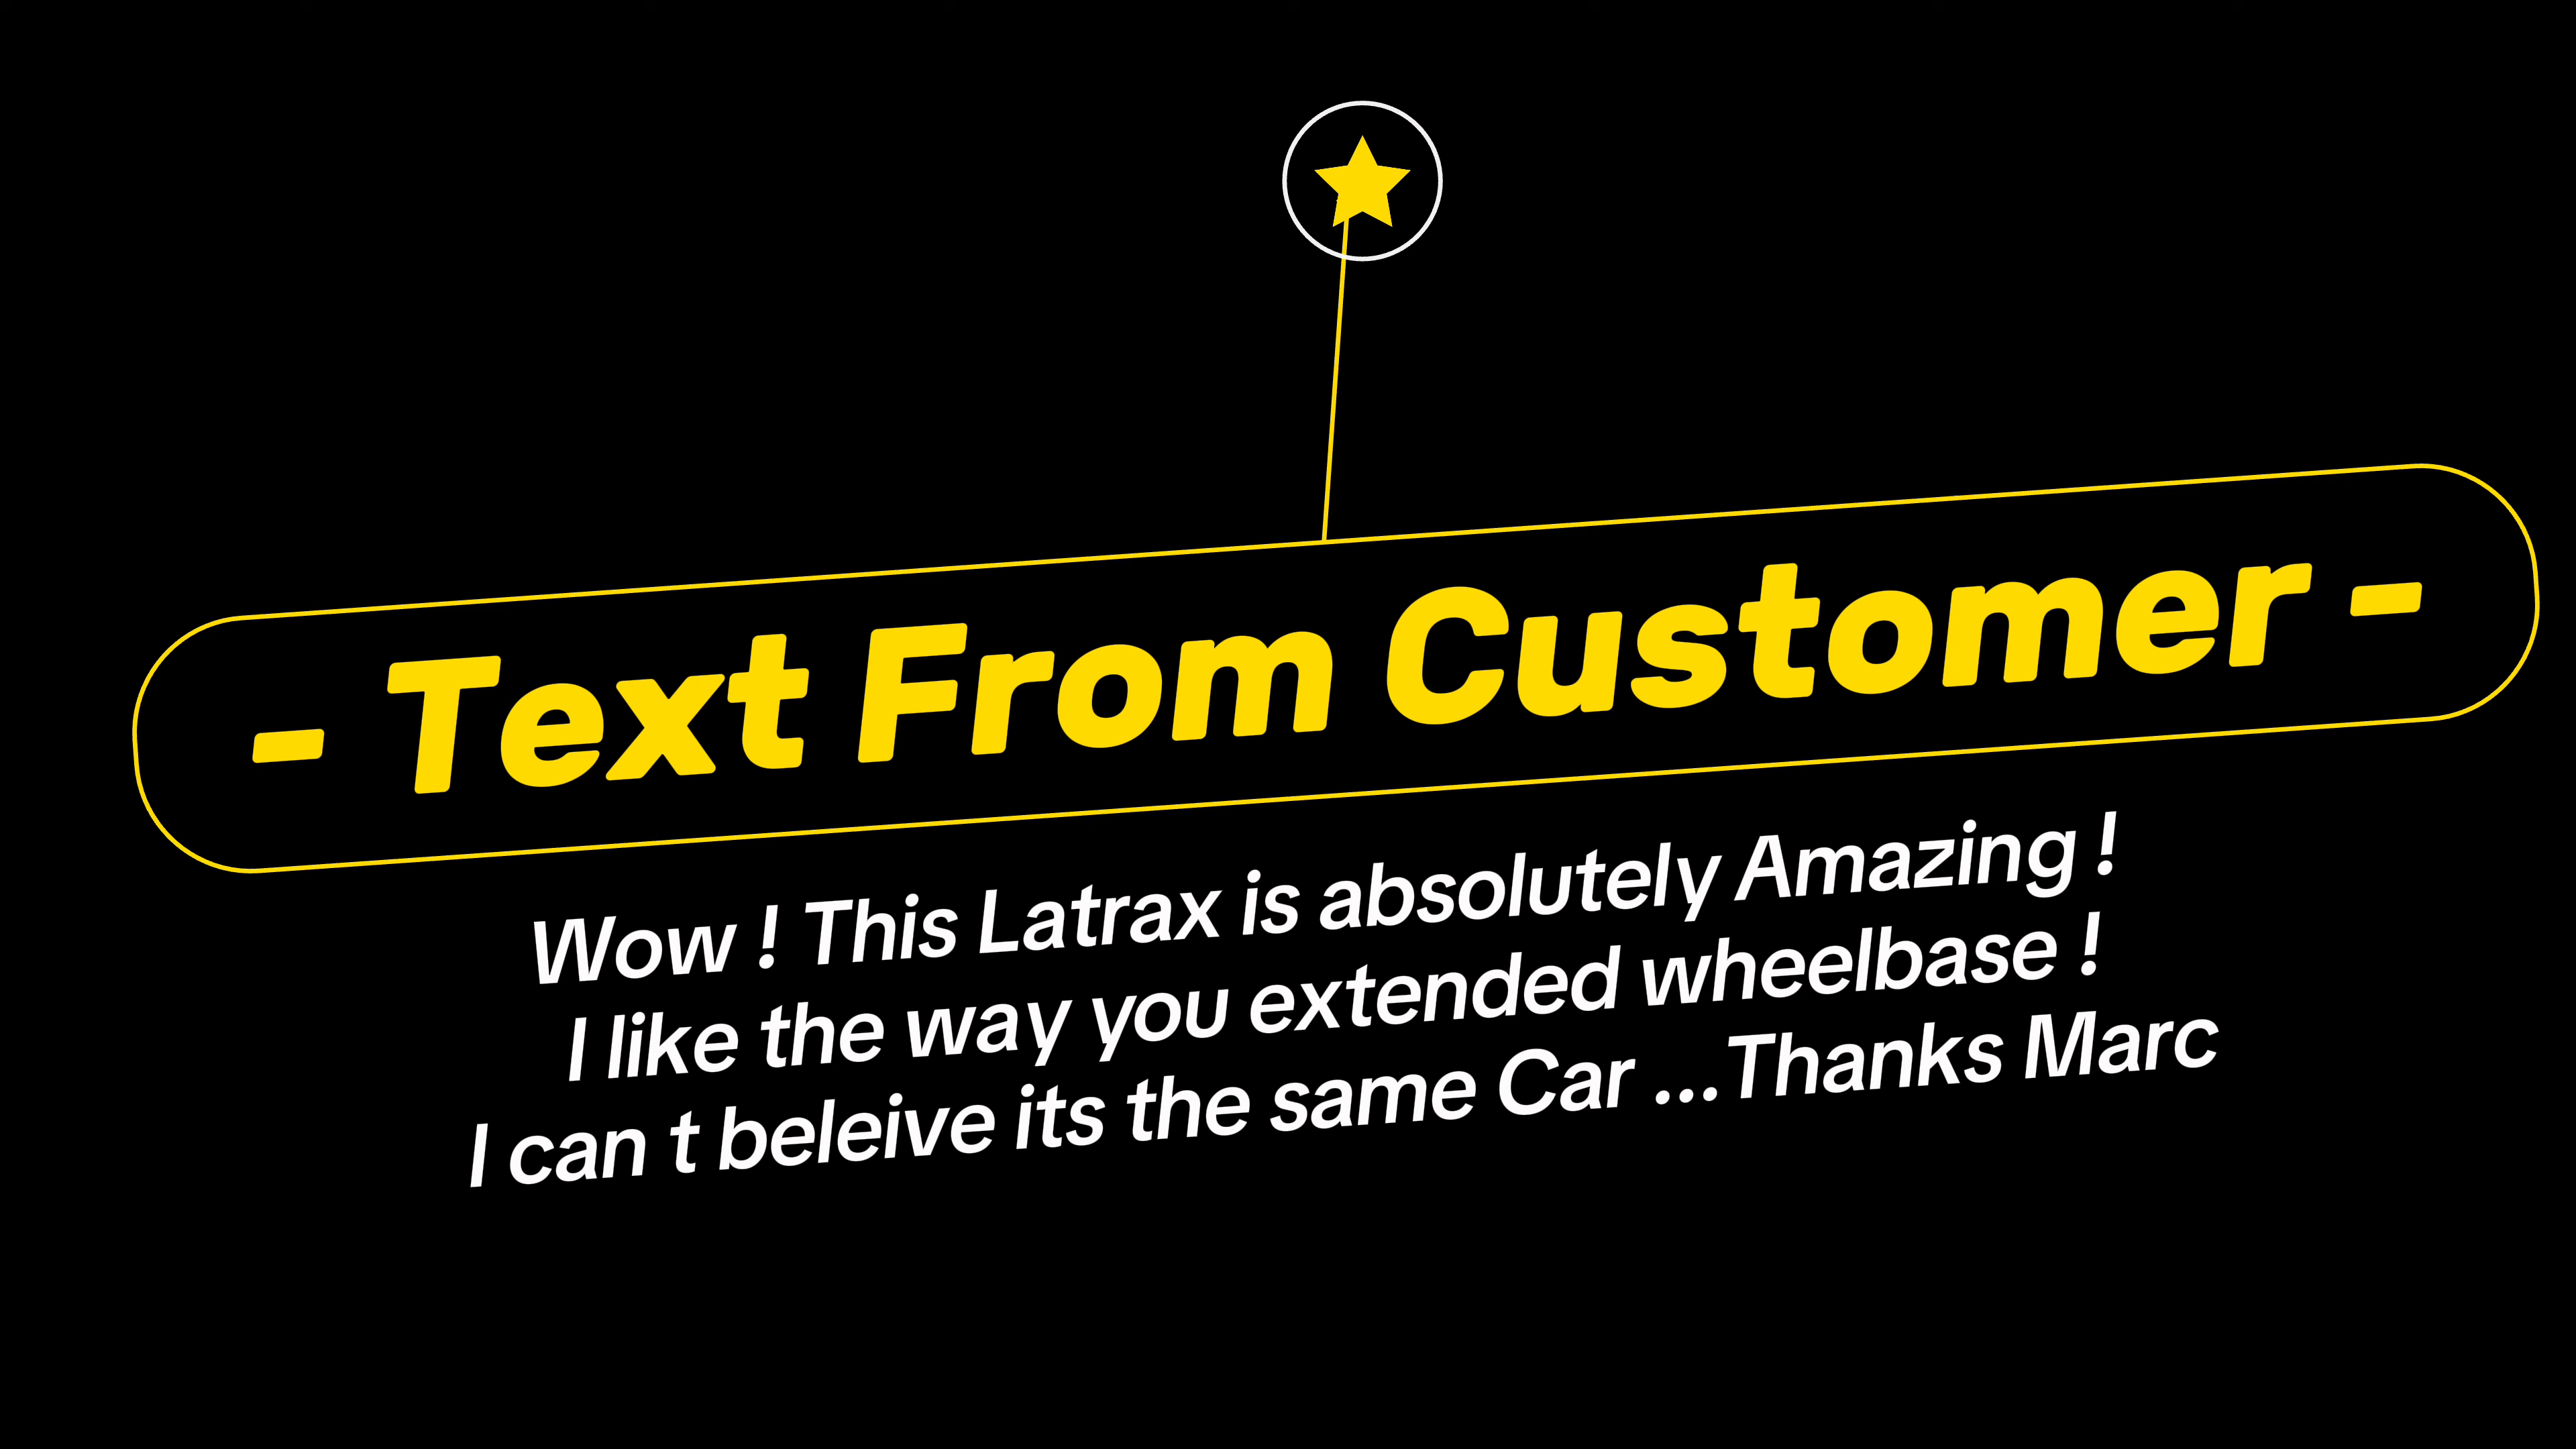 - Text From Customer -
Wow ! This Latrax is absolutely Amazing !
I like the way you extended wheelbase !
I can t beleive its the same Car ...Thanks Marc